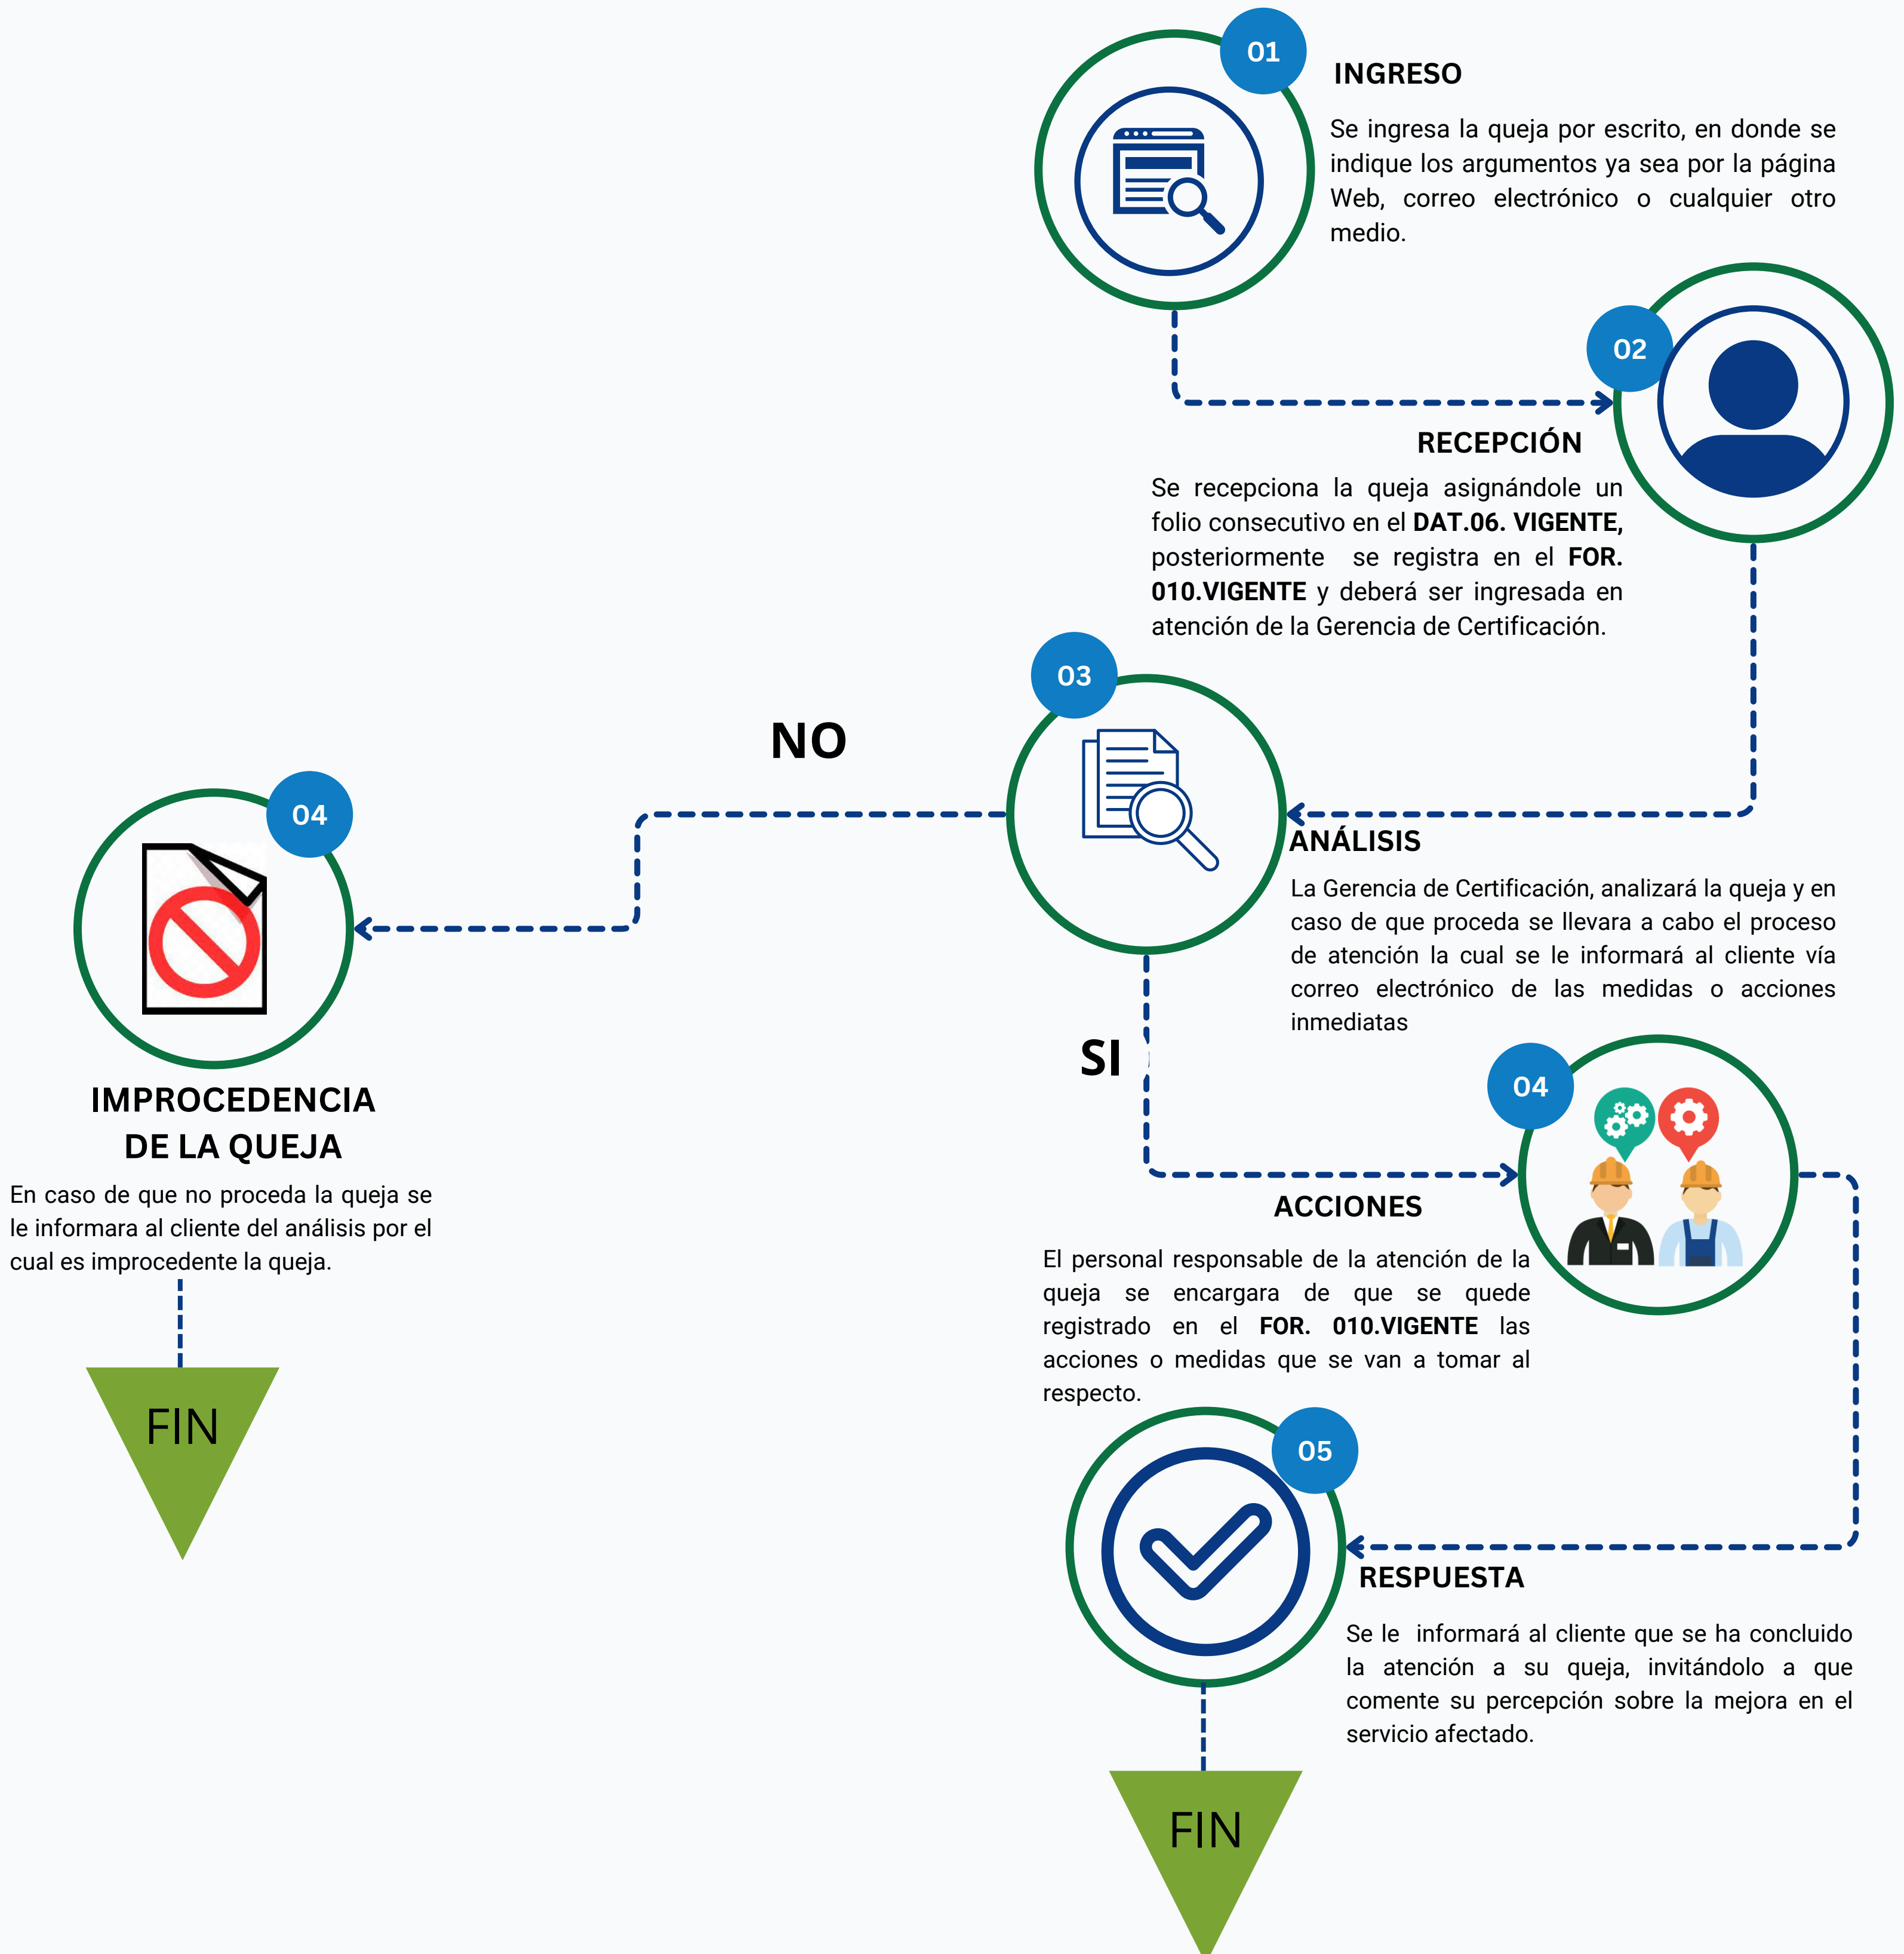 01
INGRESO
Se ingresa la queja por escrito, en donde se
indique los argumentos ya sea por la página
Web, correo electrónico o cualquier otro
medio.
02
RECEPCIÓN
Se recepciona la queja asignándole un
folio consecutivo en el DAT.06. VIGENTE,
posteriormente se registra en el FOR.
010.VIGENTE y deberá ser ingresada en
atención de la Gerencia de Certificación.
03
ANÁLISIS
La Gerencia de Certificación, analizará la queja y en
caso de que proceda se llevara a cabo el proceso
de atención la cual se le informará al cliente vía
correo electrónico de las medidas o acciones
inmediatas
NO
04
IMPROCEDENCIA
DE LA QUEJA
En caso de que no proceda la queja se
le informara al cliente del análisis por el
cual es improcedente la queja.
FIN
SI
04
ACCIONES
El personal responsable de la atención de la
queja se encargara de que se quede
registrado en el FOR. 010.VIGENTE las
acciones o medidas que se van a tomar al
respecto.
05
RESPUESTA
Se le informará al cliente que se ha concluido
la atención a su queja, invitándolo a que
comente su percepción sobre la mejora en el
servicio afectado.
FIN